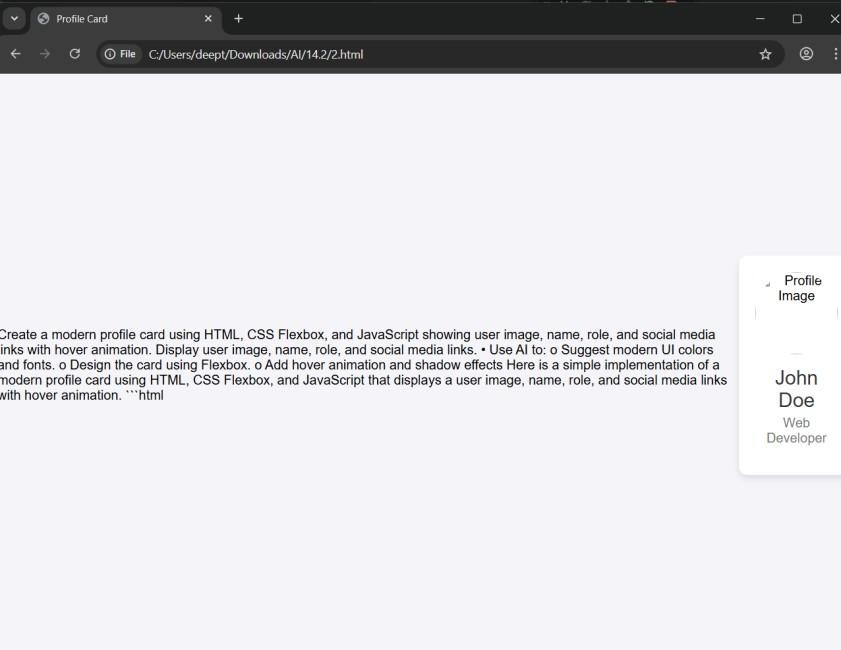 Profile Card
File
C:/Users/deept/Downloads/AI/14.2/2.html
Create a modern profile card using HTML, CSS Flexbox, and JavaScript showing user image, name, role, and social media
links with hover animation. Display user image, name, role, and social media links. • Use AI to: o Suggest modern UI colors
and fonts. o Design the card using Flexbox. o Add hover animation and shadow effects Here is a simple implementation of a
modern profile card using HTML, CSS Flexbox, and JavaScript that displays a user image, name, role, and social media links
with hover animation. ```html
Profile
Image
John
Doe
Web
Developer